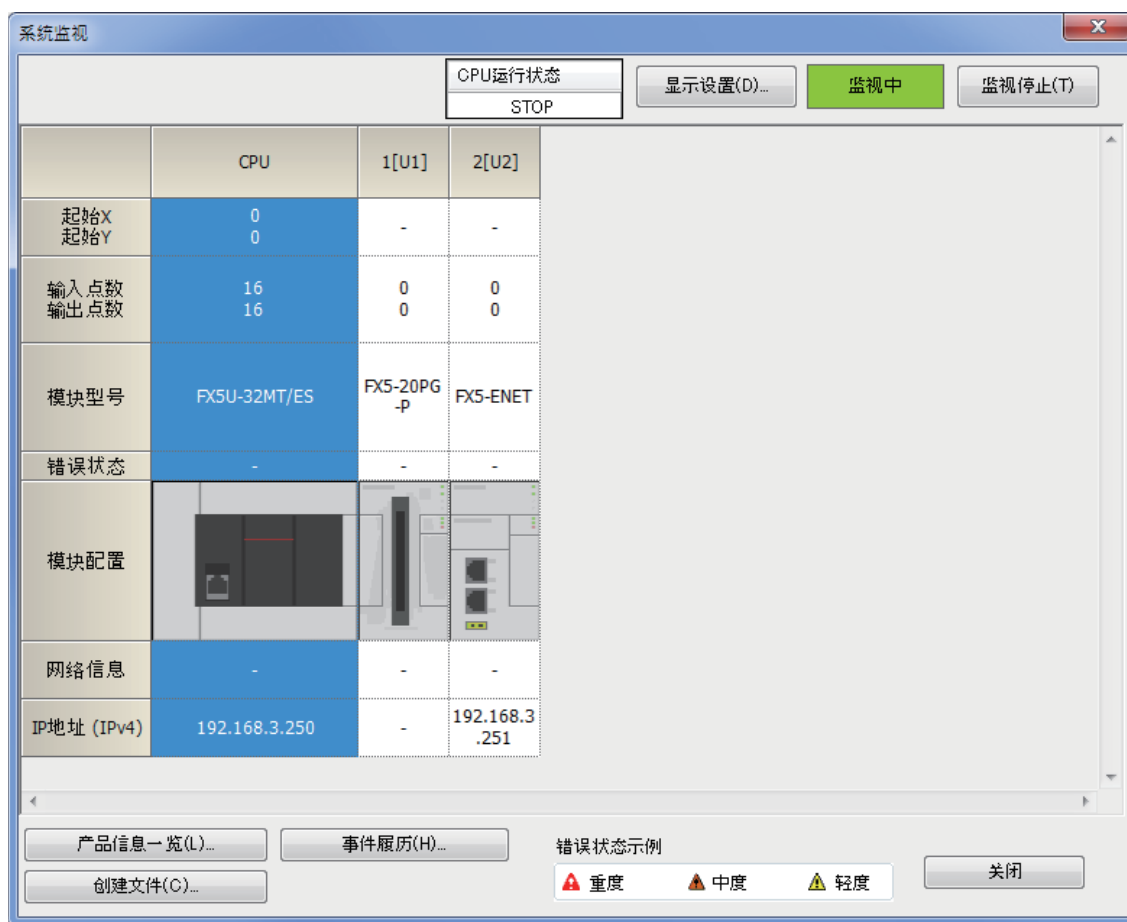 系统监视
CPU运行状态
STOP
显示设置(D)...
监视中
监视停止(T)
CPU
1[U1]
2[U2]
起始X
起始Y
0
0
-
-
输入点数
输出点数
16
16
0
0
0
0
模块型号
FX5U-32MT/ES
FX5-20PG
-P
FX5-ENET
错误状态
-
-
-
模块配置
网络信息
-
-
-
IP地址 (IPv4)
192.168.3.250
-
192.168.3
.251
产品信息一览(L)...
事件履历(H)...
创建文件(C)...
错误状态示例
重度
中度
轻度
关闭